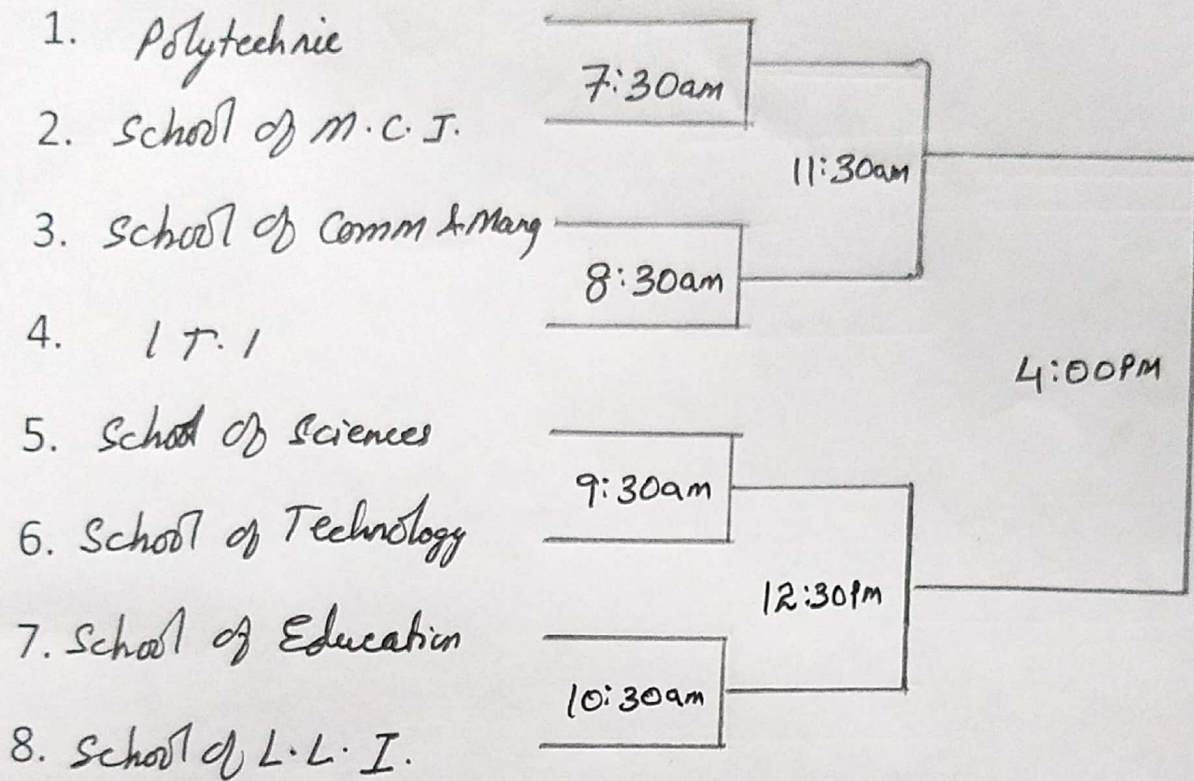 1. Polytechnic
7:30am
2. School of M.C.J.
11:30am
3. School of Comm & Mang
8:30am
4. I T. I
4:00PM
5. School of Sciences
9:30am
6. School of Technology
12:30PM
7. School of Education
10:30am
8. School of L.L.I.